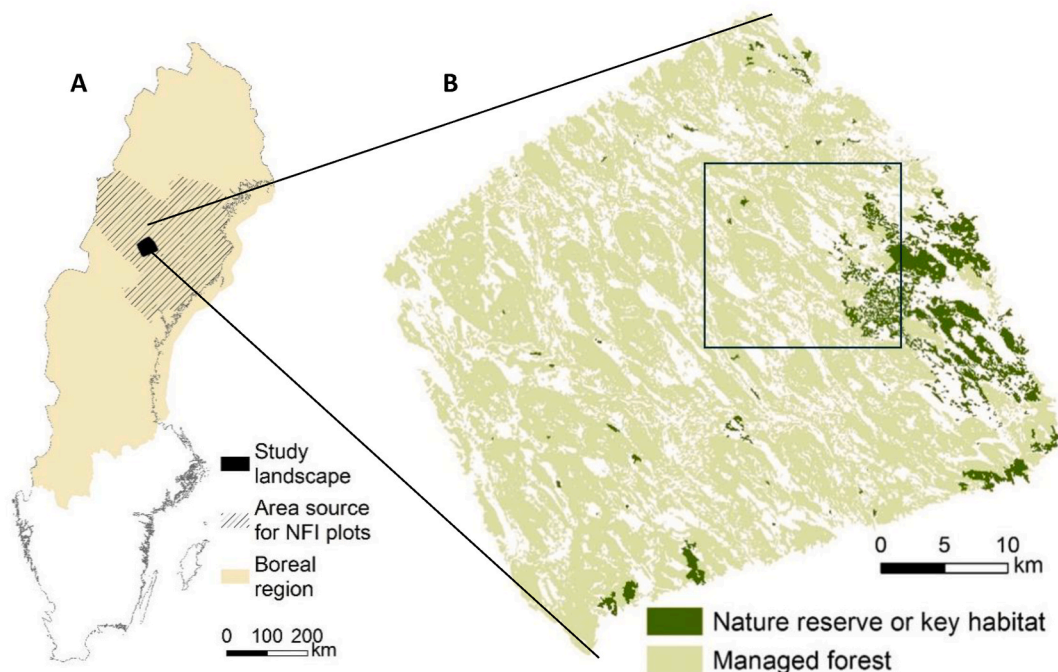 A
B
Study
landscape
Area source
for NFI plots
Boreal
region
0 100 200
km
0 5 10
km
Nature reserve or key habitat
Managed forest